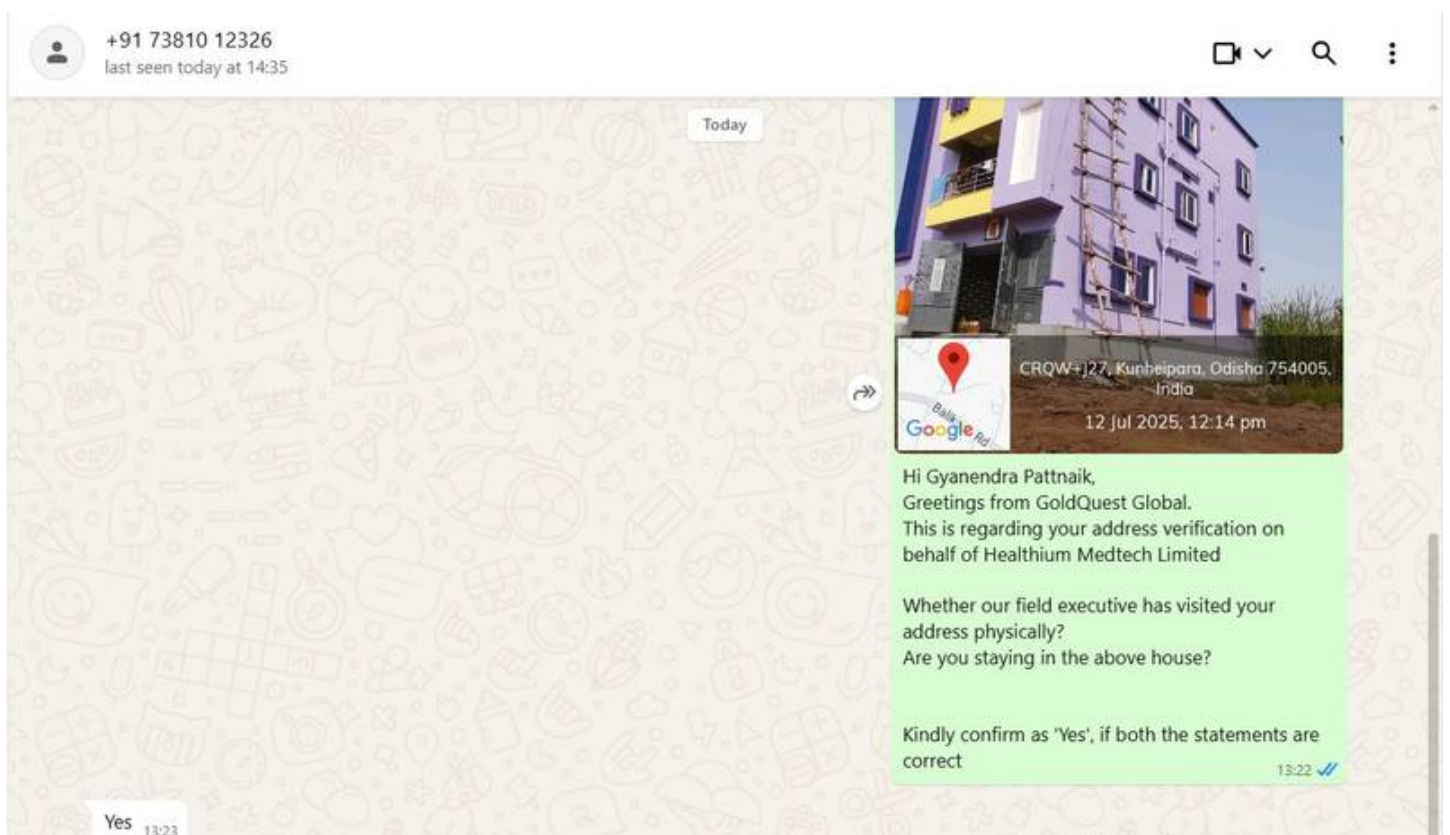 +91 73810 12326
last seen today at 14:35
Today
CRQW+J27, Kunheipara, Odisha 754005,
India
12 Jul 2025, 12:14 pm
Balik
Rd
Google
Hi Gyanendra Pattnaik,
Greetings from GoldQuest Global.
This is regarding your address verification on
behalf of Healthium Medtech Limited
Whether our field executive has visited your
address physically?
Are you staying in the above house?
Kindly confirm as 'Yes', if both the statements are
correct
13:22
Yes 13:23